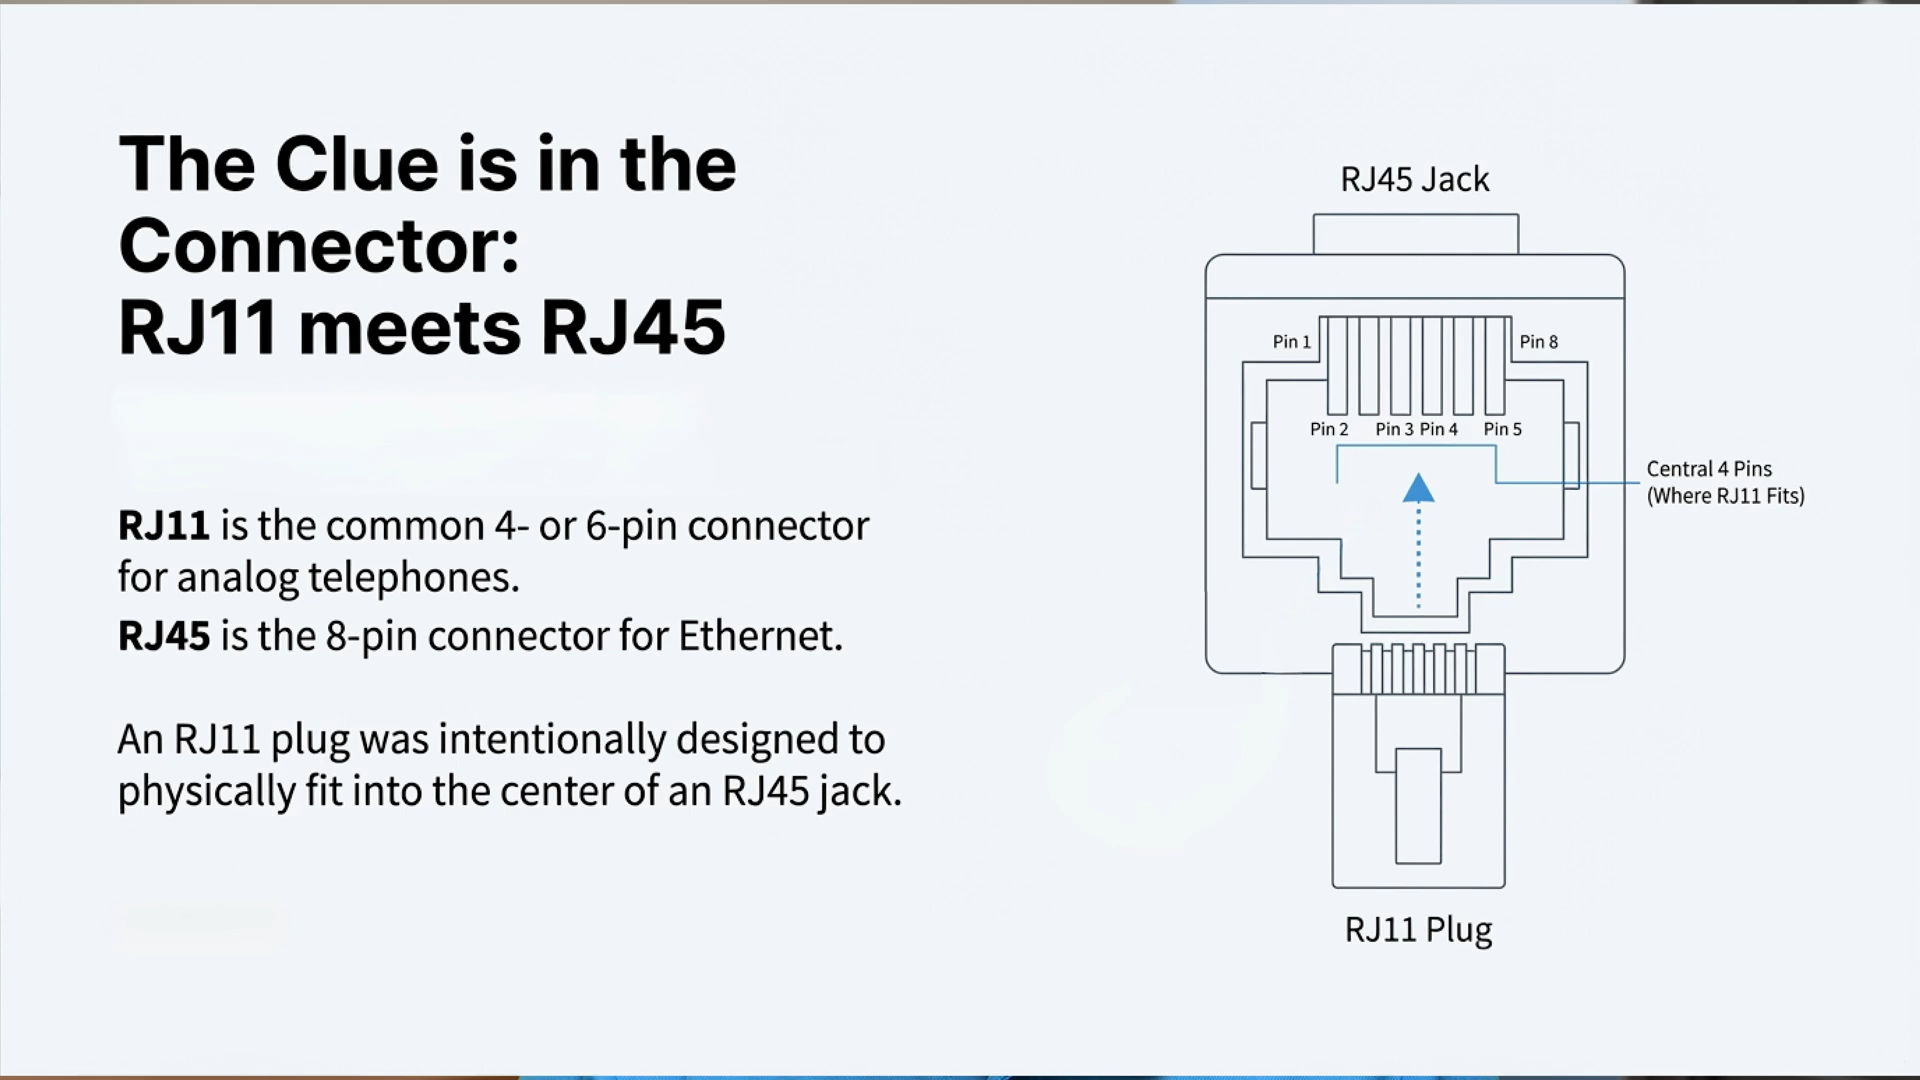 The Clue is in the
Connector:
RJ11 meets RJ45
RJ11 is the common 4- or 6-pin connector
for analog telephones.
RJ45 is the 8-pin connector for Ethernet.
An RJ11 plug was intentionally designed to
physically fit into the center of an RJ45 jack.
RJ45 Jack
Pin 1
Pin 8
Pin 2 Pin 3 Pin 4 Pin 5
Central 4 Pins
(Where RJ11 Fits)
RJ11 Plug